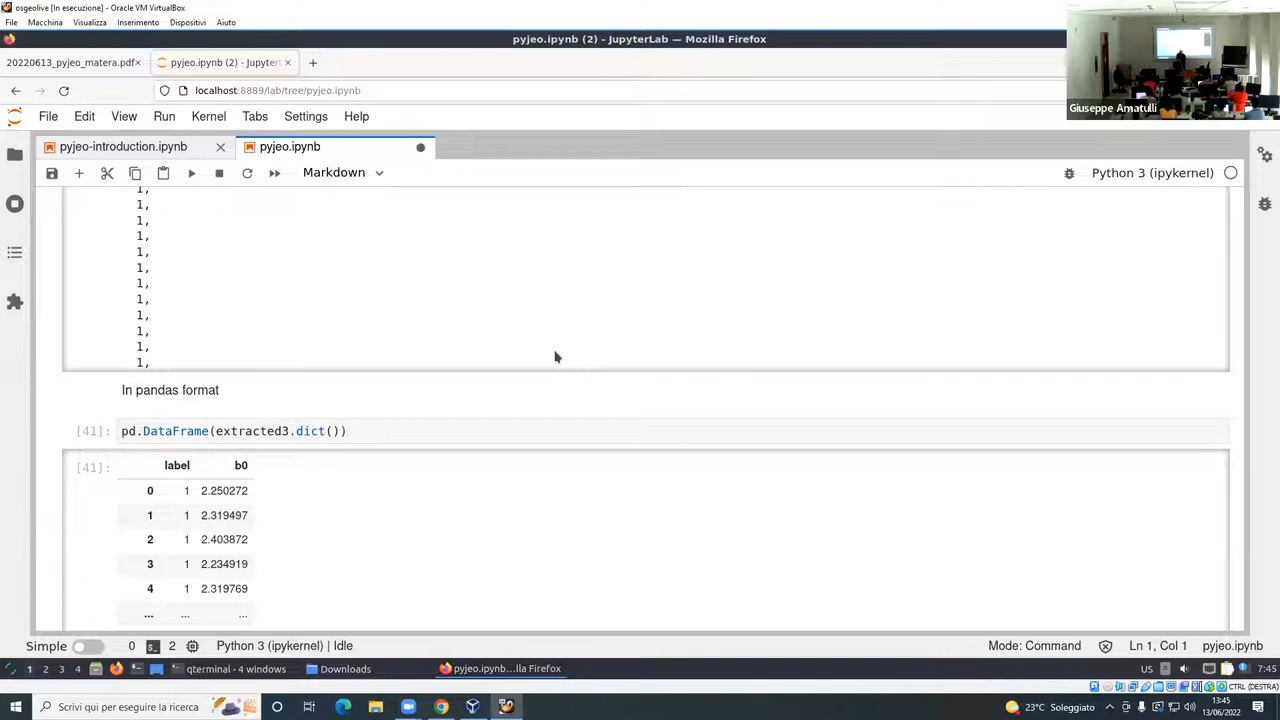 osgeolive [In esecuzione] - Oracle VM VirtualBox
File Macchina Visualizza Inserimento Dispositivi Aiuto
pyjeo.ipynb (2) - JupyterLab — Mozilla Firefox
20220613_pyjeo_matera.pdf
pyjeo.ipynb (2) - Jupyter
localhost:8889/lab/tree/pyjeo.ipynb
Giuseppe Amatulli
File Edit View Run Kernel Tabs Settings Help
pyjeo-introduction.ipynb
pyjeo.ipynb
Markdown
Python 3 (ipykernel)
1,
1,
1,
1,
1,
1,
1,
1,
1,
1,
1,
1,
In pandas format
[41]: pd.DataFrame(extracted3.dict())
[41]: label b0
0 1 2.250272
1 1 2.319497
2 1 2.403872
3 1 2.234919
4 1 2.319769
... ... ...
Simple 0 2 Python 3 (ipykernel) | Idle Mode: Command Ln 1, Col 1 pyjeo.ipynb
1 2 3 4 qterminal - 4 windows Downloads pyjeo.ipynb...lla Firefox US 7:45
CTRL (DESTRA)
Scrivi qui per eseguire la ricerca 23°C Soleggiato 13:45
13/06/2022